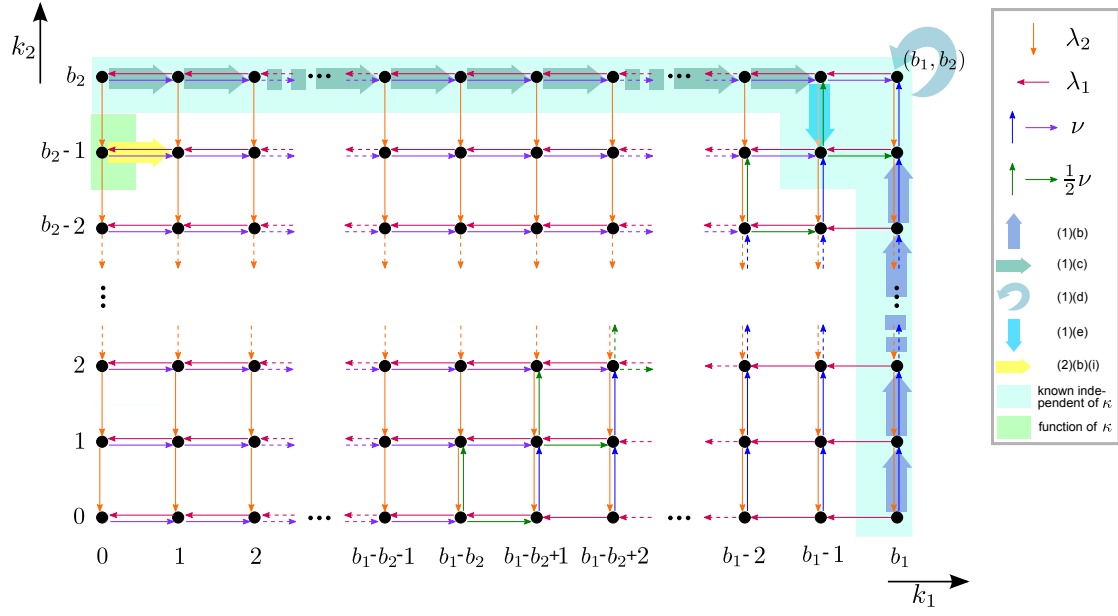 k₂
b₂
(b₁, b₂)
b₂-1
b₂-2
2
1
0
0 1 2 b₁-b₂-1 b₁-b₂ b₁-b₂+1 b₁-b₂+2 b₁-2 b₁-1 b₁
k₁
λ₂
λ₁
ν
½ν
(1)(b)
(1)(c)
(1)(d)
(1)(e)
(2)(b)(i)
known inde-
pendent of κ
function of κ